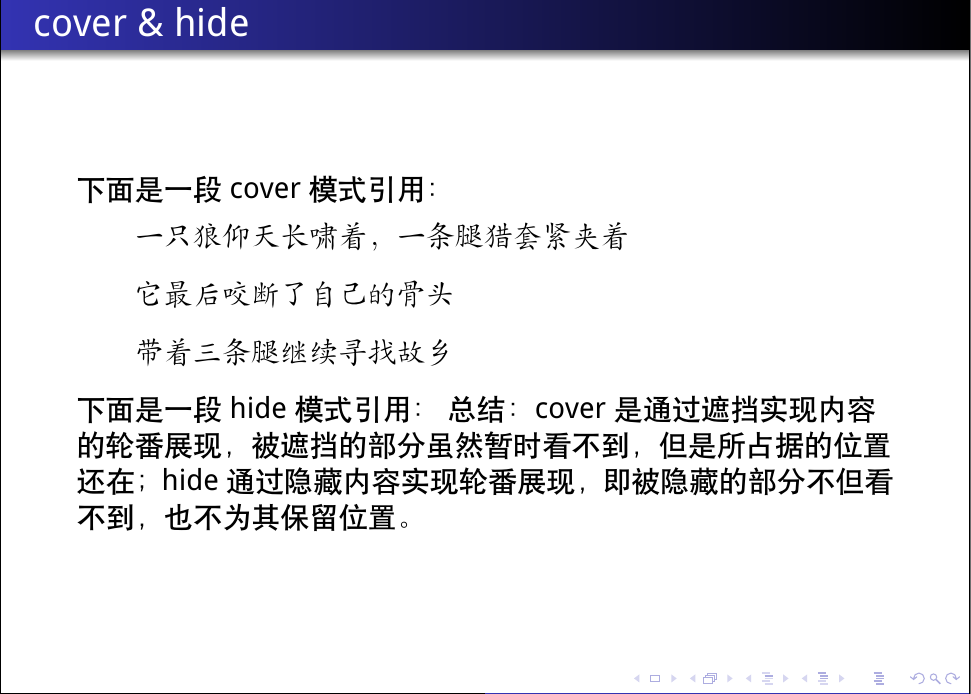 cover & hide
下面是一段 cover 模式引用：
一只狼仰天长啸着，一条腿猎套紧夹着
它最后咬断了自己的骨头
带着三条腿继续寻找故乡
下面是一段 hide 模式引用： 总结：cover 是通过遮挡实现内容
的轮番展现，被遮挡的部分虽然暂时看不到，但是所占据的位置
还在；hide 通过隐藏内容实现轮番展现，即被隐藏的部分不但看
不到，也不为其保留位置。